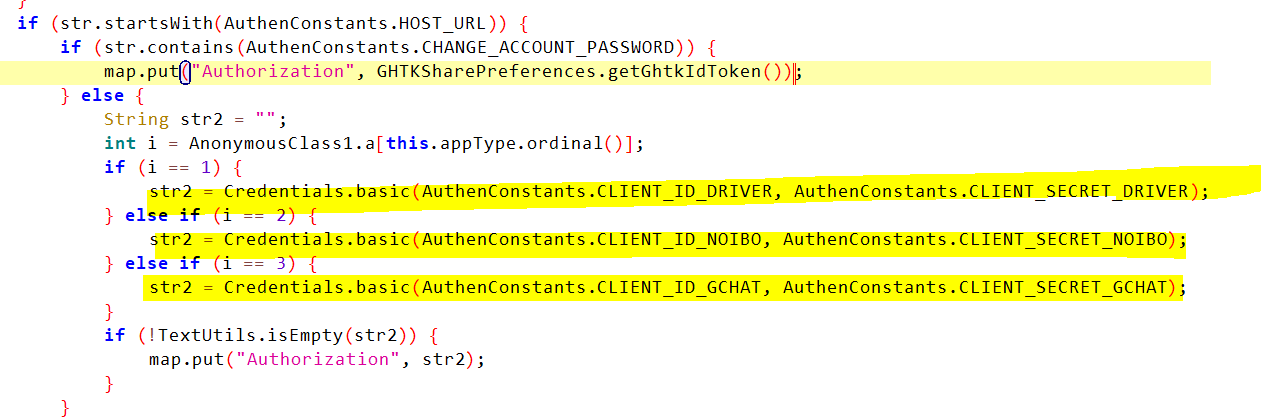 }
if (str.startsWith(AuthenConstants.HOST_URL)) {
if (str.contains(AuthenConstants.CHANGE_ACCOUNT_PASSWORD)) {
map.put("Authorization", GHTKSharePreferences.getGhtkIdToken());
} else {
String str2 = "";
int i = AnonymousClass1.a[this.appType.ordinal()];
if (i == 1) {
str2 = Credentials.basic(AuthenConstants.CLIENT_ID_DRIVER, AuthenConstants.CLIENT_SECRET_DRIVER);
} else if (i == 2) {
str2 = Credentials.basic(AuthenConstants.CLIENT_ID_NOIBO, AuthenConstants.CLIENT_SECRET_NOIBO);
} else if (i == 3) {
str2 = Credentials.basic(AuthenConstants.CLIENT_ID_GCHAT, AuthenConstants.CLIENT_SECRET_GCHAT);
}
if (!TextUtils.isEmpty(str2)) {
map.put("Authorization", str2);
}
}